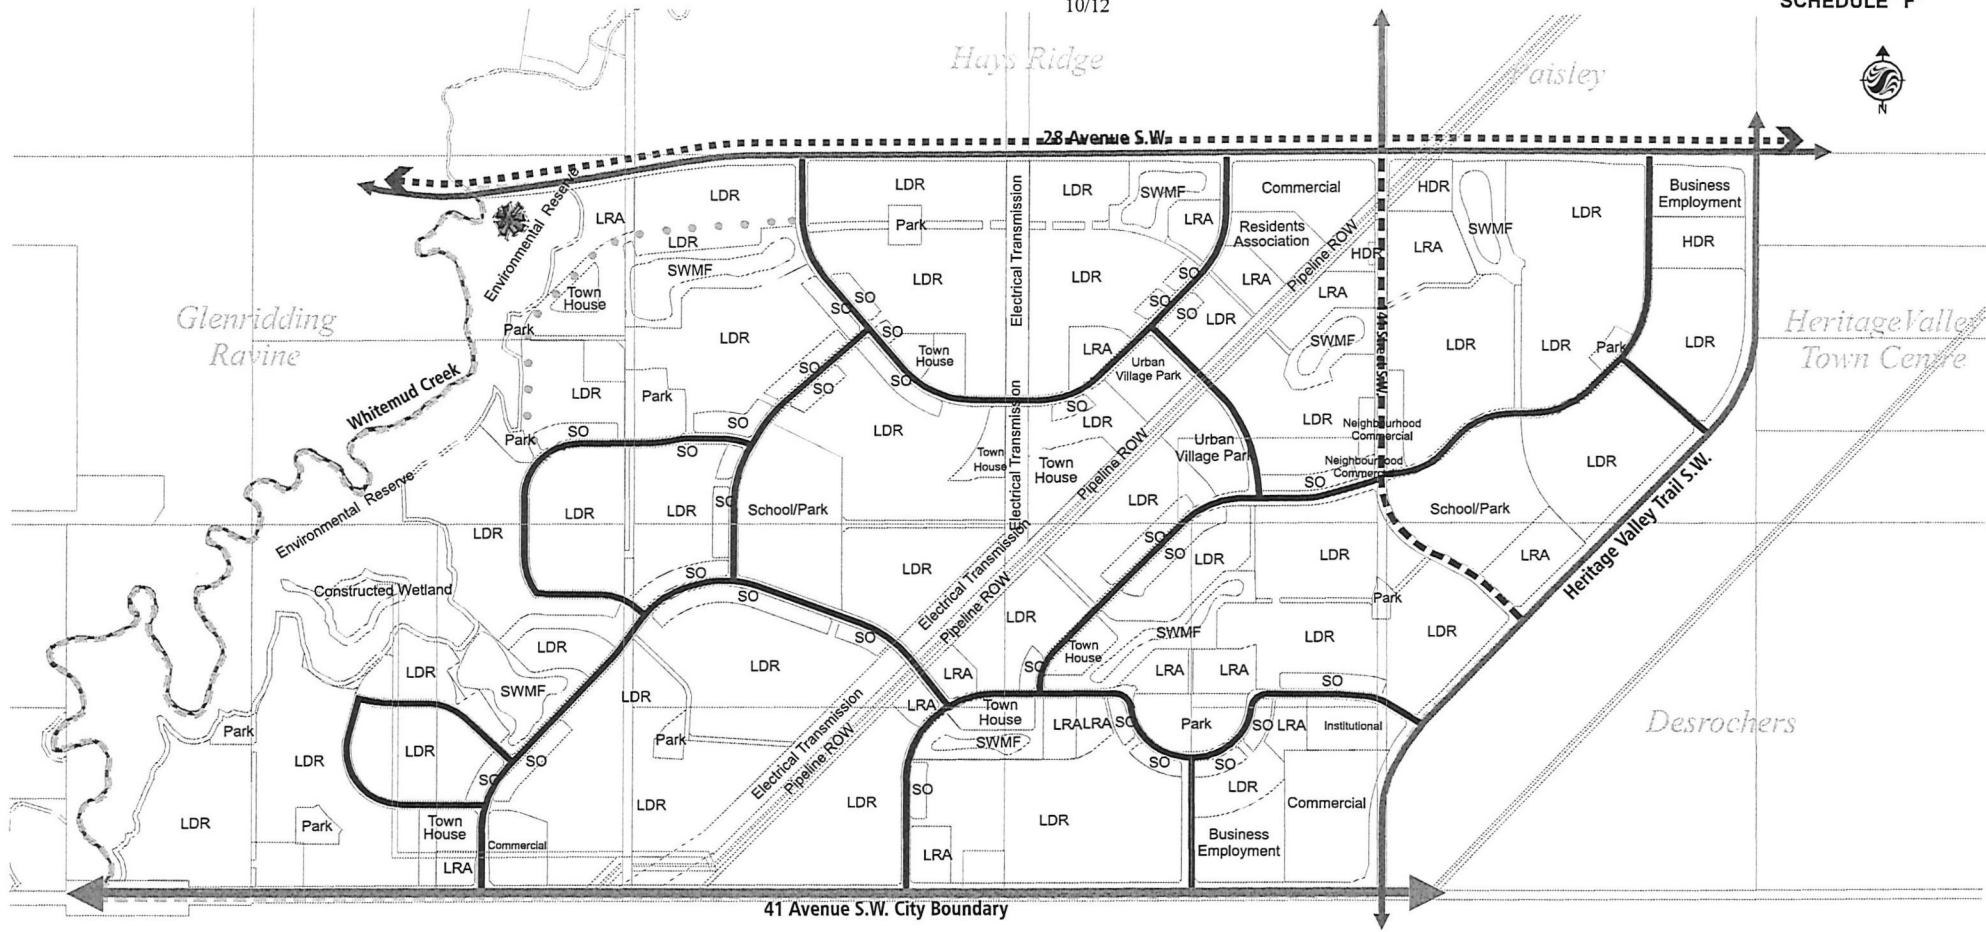 10/12
SCHEDULE "F"
Hays Ridge
Paisley
N
28 Avenue S.W.
LDR
LDR
LDR
SWMF
Commercial
HDR
LDR
Business
Employment
LRA
Environmental Reserve
Park
LRA
Residents
Association
SWMF
LRA
HDR
LDR
SWMF
Electrical Transmission
HDR
Pipeline ROW
Town
House
SO
SO
LDR
LDR
SO
SO
SO
LDR
LRA
LRA
Glenridding
Ravine
Park
LDR
SO
Town
House
LRA
Urban
Village Park
SWMF
14 Street S.W.
LDR
LDR
Park
LDR
Heritage Valley
Town Centre
Whitemud Creek
LDR
Park
SO
SO
SO
Electrical Transmission
SO
LDR
LDR
Neighbourhood
Commercial
Park
SO
SO
SO
LDR
Town
House
Town
House
Pipeline ROW
Urban
Village Park
Neighbourhood
Commercial
SO
LDR
Environmental Reserve
LDR
LDR
LDR
SO
School/Park
LDR
School/Park
Heritage Valley Trail S.W.
SO
SO
LDR
LDR
LRA
Constructed Wetland
SO
SO
LDR
Electrical Transmission
Pipeline ROW
LDR
Park
LDR
LDR
SO
LDR
SO
Town
House
SWMF
LDR
LDR
LRA
LRA
LRA
SO
SWMF
LDR
LRA
Town
House
LRA
LRA
SO
Park
SO
LRA
Institutional
Desrochers
Park
LDR
LDR
SO
SO
Park
Electrical Transmission
Pipeline ROW
SWMF
SO
SO
LDR
Commercial
LDR
Park
Town
House
Commercial
LRA
LDR
LDR
SO
LRA
LDR
Business
Employment
41 Avenue S.W. City Boundary